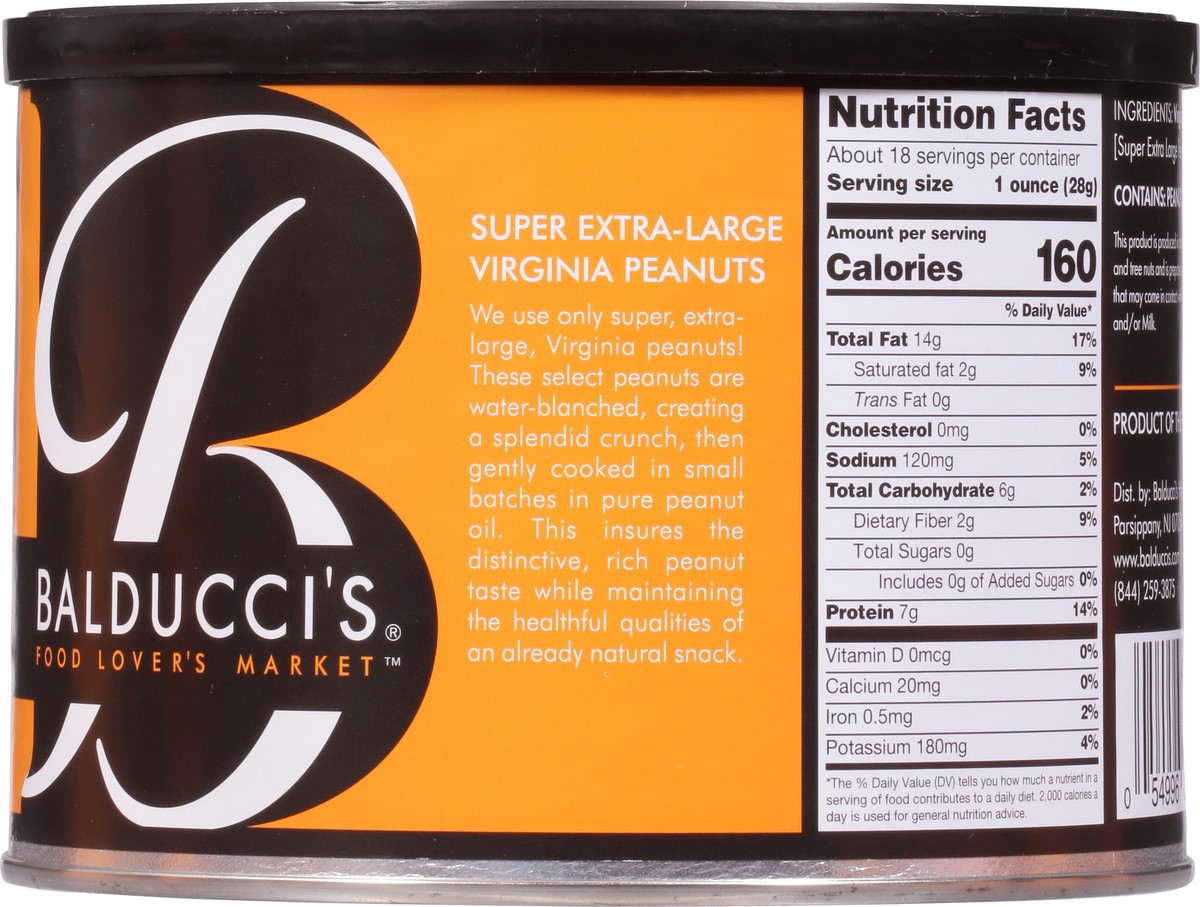 BALDUCCI'S®
FOOD LOVER'S MARKET™
SUPER EXTRA-LARGE
VIRGINIA PEANUTS
We use only super, extra-
large, Virginia peanuts!
These select peanuts are
water-blanched, creating
a splendid crunch, then
gently cooked in small
batches in pure peanut
oil. This insures the
distinctive, rich peanut
taste while maintaining
the healthful qualities of
an already natural snack.
Nutrition Facts
About 18 servings per container
Serving size 1 ounce (28g)
Amount per serving
Calories 160
% Daily Value*
Total Fat 14g 17%
Saturated fat 2g 9%
Trans Fat 0g
Cholesterol 0mg 0%
Sodium 120mg 5%
Total Carbohydrate 6g 2%
Dietary Fiber 2g 9%
Total Sugars 0g
Includes 0g of Added Sugars 0%
Protein 7g 14%
Vitamin D 0mcg 0%
Calcium 20mg 0%
Iron 0.5mg 2%
Potassium 180mg 4%
*The % Daily Value (DV) tells you how much a nutrient in a
serving of food contributes to a daily diet. 2,000 calories a
day is used for general nutrition advice.
INGREDIENTS:
[Super Extra Large
CONTAINS:
This product is produced
and tree nuts and is
that may come in contact
and/or Milk.
PRODUCT OF
Dist. by: Balducci's
Parsippany, NJ
www.balduccis.com
(844) 259-3875
0 54996